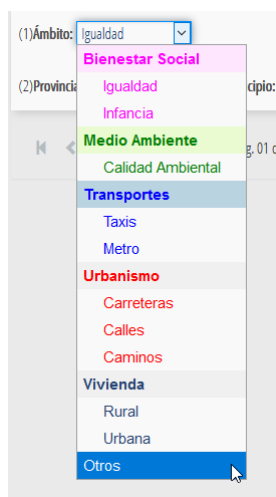 (1)Ámbito: Igualdad
Bienestar Social
(2)Provincia
Igualdad
cipio:
Infancia
Medio Ambiente
g. 01 d
Calidad Ambiental
Transportes
Taxis
Metro
Urbanismo
Carreteras
Calles
Caminos
Vivienda
Rural
Urbana
Otros